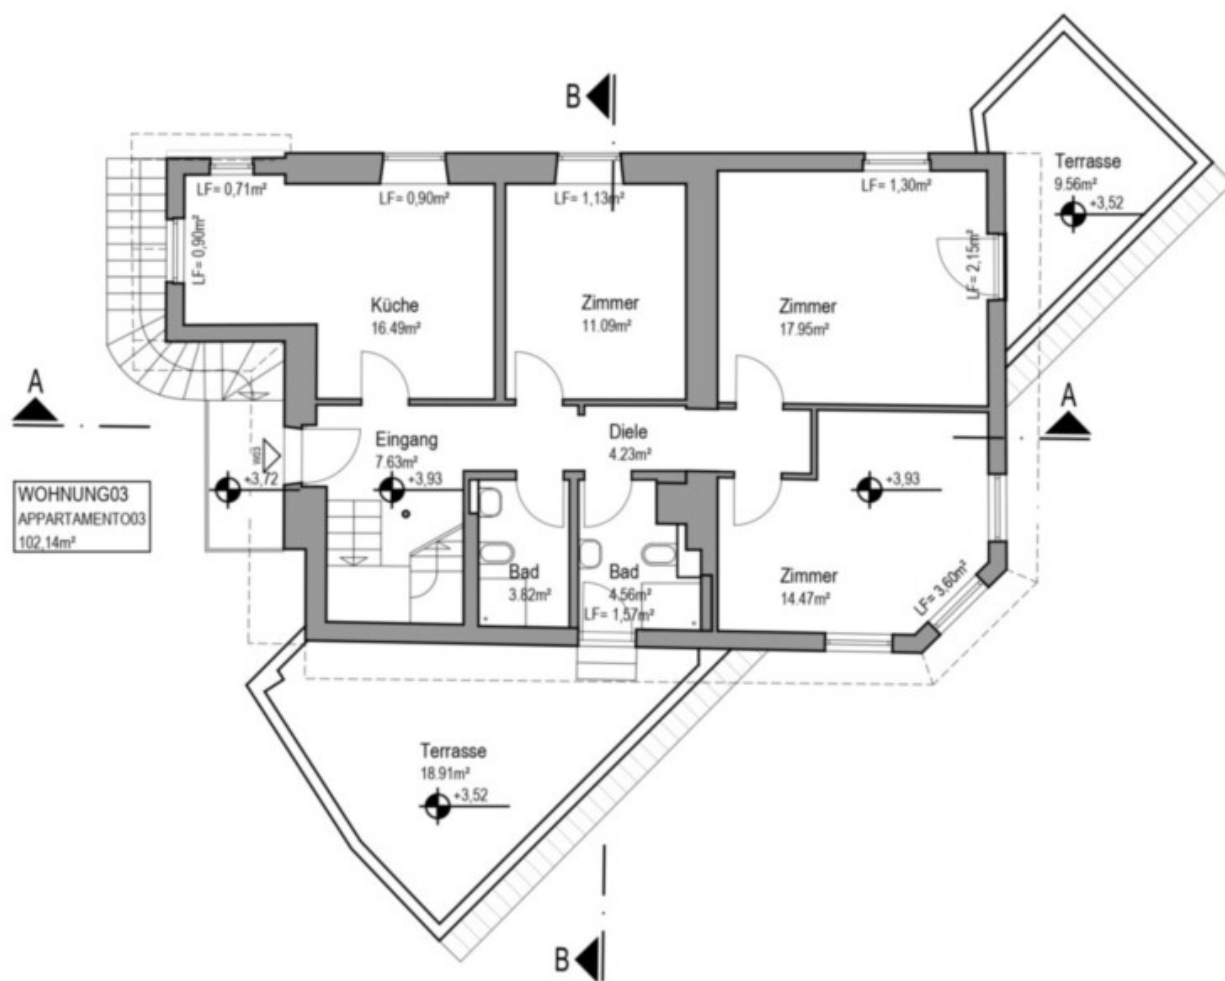 B
Terrasse
9.56m²
+3,52
LF= 0,71m²
LF= 0,90m²
LF= 1,13m²
LF= 1,30m²
LF= 0,90m²
LF= 2,15m²
Küche
16.49m²
Zimmer
11.09m²
Zimmer
17.95m²
A
A
Eingang
7.63m²
Diele
4.23m²
W03
+3,72
+3,93
+3,93
WOHNUNG03
APPARTAMENTO03
102,14m²
Bad
3.82m²
Bad
4.56m²
LF= 1,57m²
Zimmer
14.47m²
LF= 3,60m²
Terrasse
18.91m²
+3,52
B